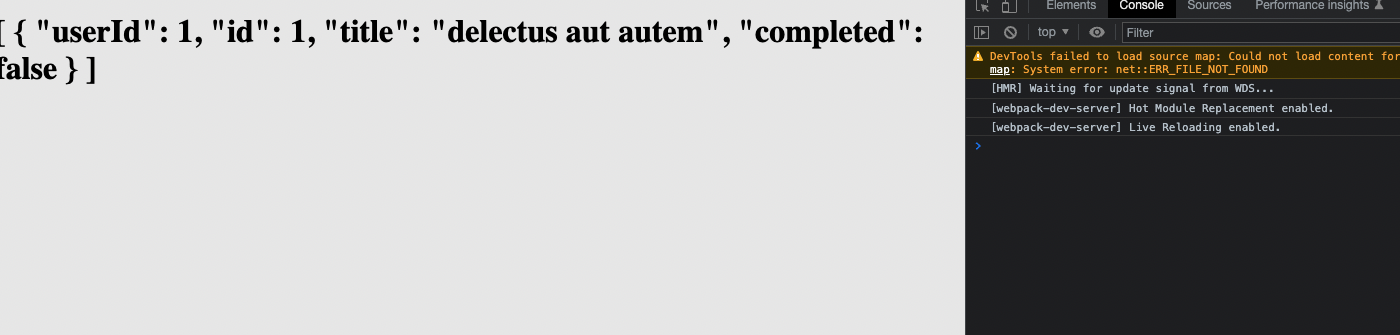 [ { "userId": 1, "id": 1, "title": "delectus aut autem", "completed":
false } ]
Elements Console Sources Performance insights
top Filter
DevTools failed to load source map: Could not load content for
map: System error: net::ERR_FILE_NOT_FOUND
[HMR] Waiting for update signal from WDS...
[webpack-dev-server] Hot Module Replacement enabled.
[webpack-dev-server] Live Reloading enabled.
>